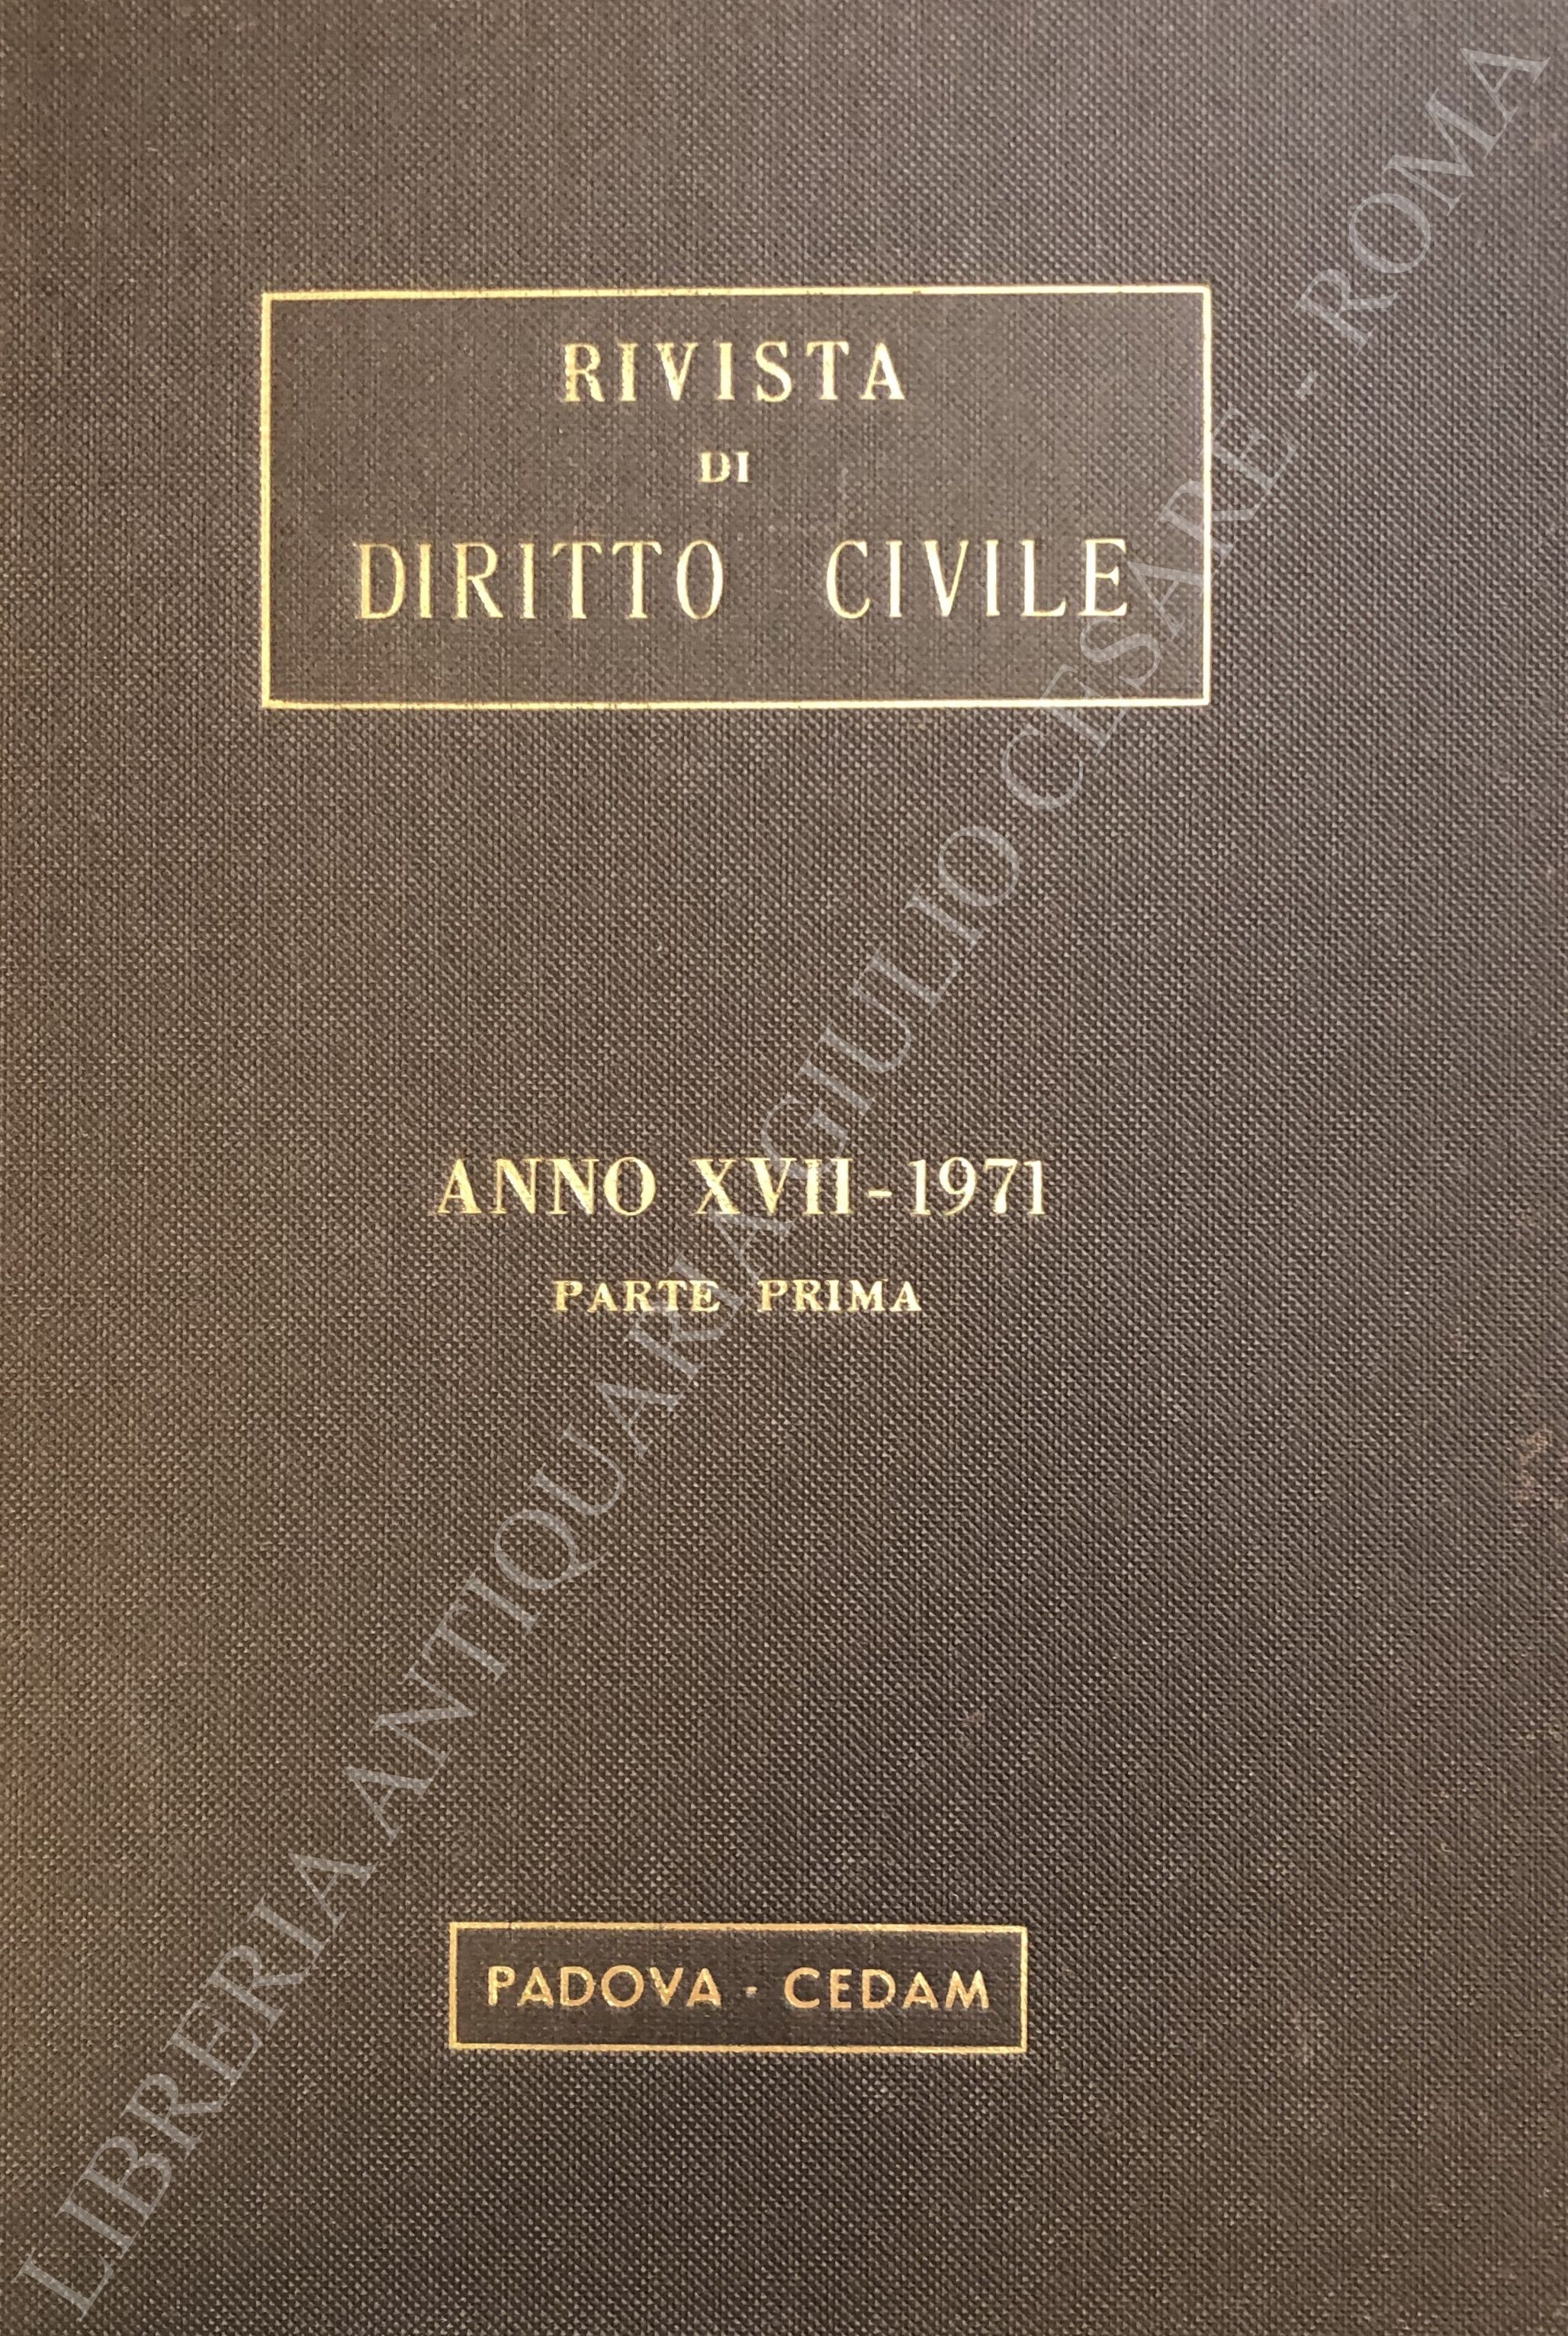 RIVISTA
DI
DIRITTO CIVILE
ANNO XVII-1971
PARTE PRIMA
PADOVA · CEDAM
LIBRERIA ANTIQUARIA GIULIO CESARE - ROMA